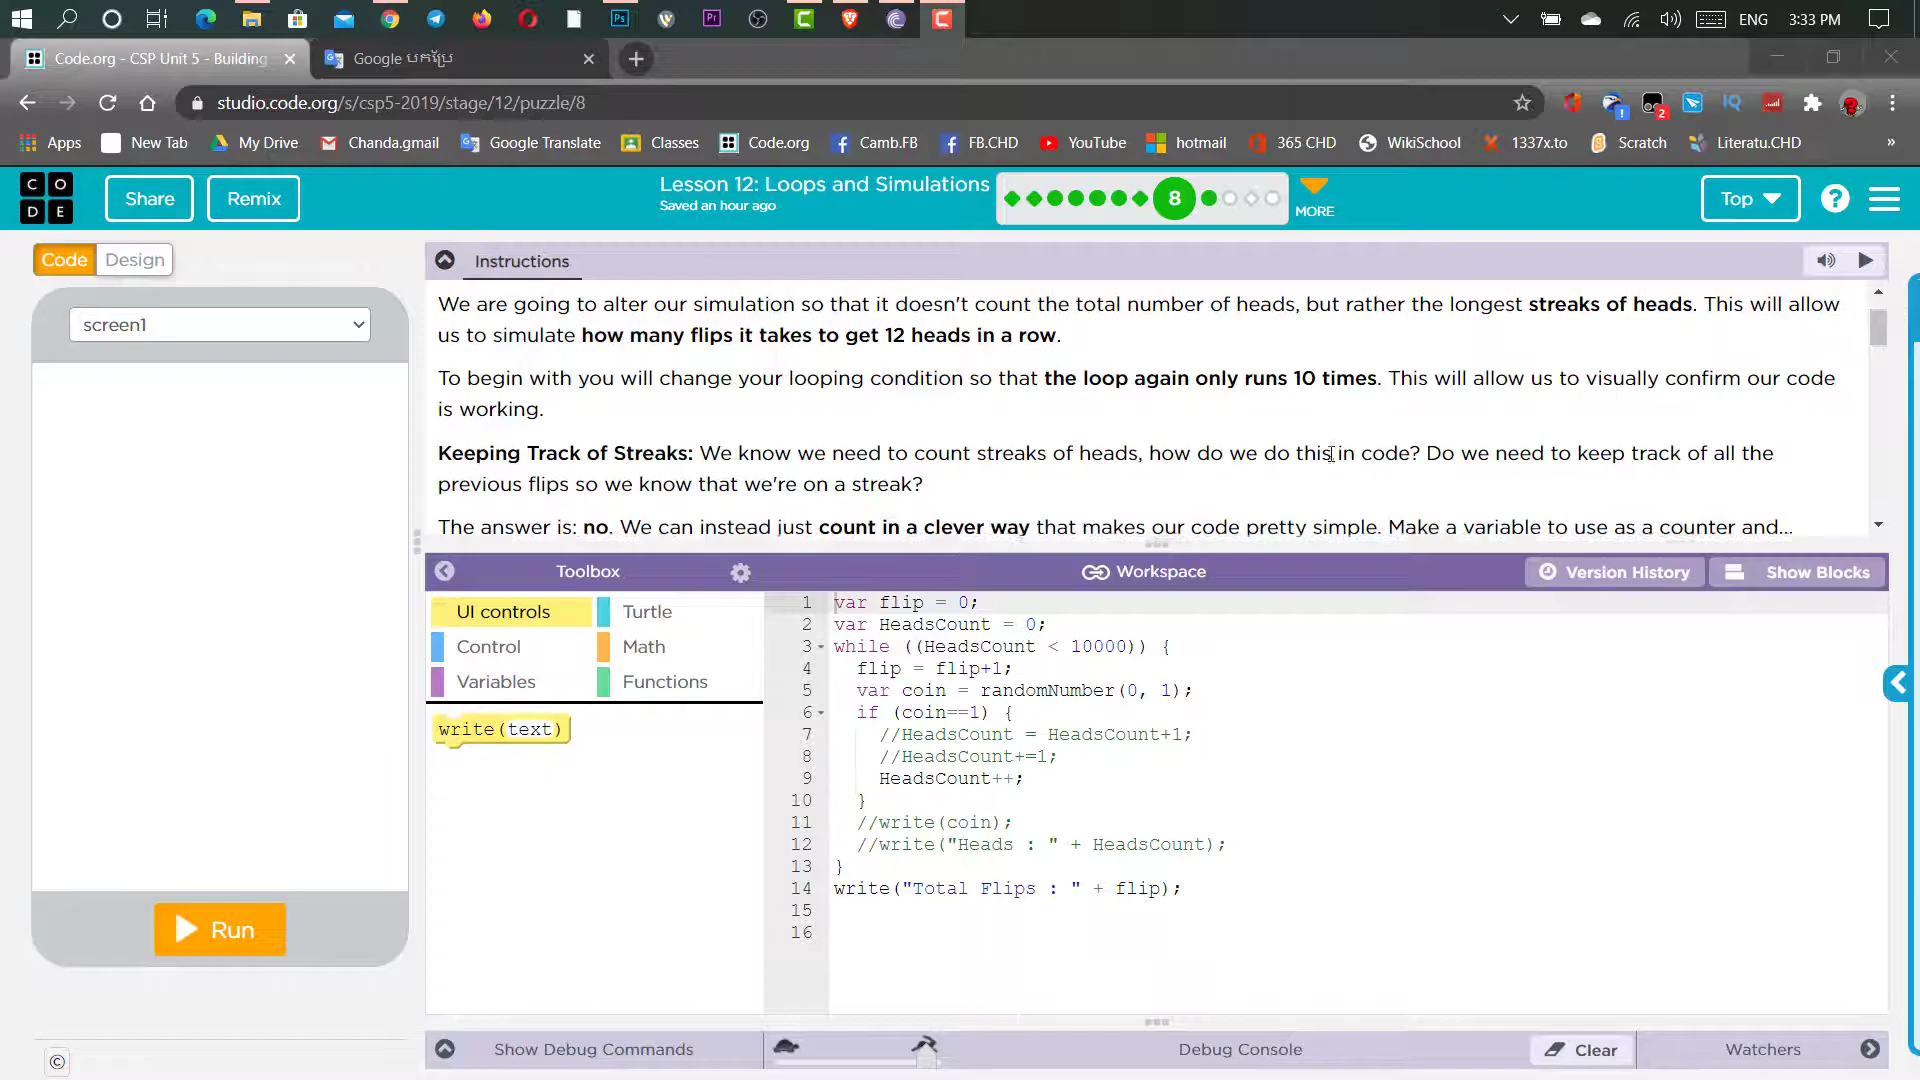 ENG
3:33 PM
Code.org - CSP Unit 5 - Building
Google បកប្រែ
studio.code.org/s/csp5-2019/stage/12/puzzle/8
Apps
New Tab
My Drive
Chanda.gmail
Google Translate
Classes
Code.org
Camb.FB
FB.CHD
YouTube
hotmail
365 CHD
WikiSchool
1337x.to
Scratch
Literatu.CHD
»
CODE
Share
Remix
Lesson 12: Loops and Simulations
Saved an hour ago
8
MORE
Top
Code
Design
screen1
Run
Instructions
We are going to alter our simulation so that it doesn't count the total number of heads, but rather the longest streaks of heads. This will allow
us to simulate how many flips it takes to get 12 heads in a row.
To begin with you will change your looping condition so that the loop again only runs 10 times. This will allow us to visually confirm our code
is working.
Keeping Track of Streaks: We know we need to count streaks of heads, how do we do this in code? Do we need to keep track of all the
previous flips so we know that we're on a streak?
The answer is: no. We can instead just count in a clever way that makes our code pretty simple. Make a variable to use as a counter and...
Toolbox
Workspace
Version History
Show Blocks
UI controls
Turtle
Control
Math
Variables
Functions
write(text)
1 var flip = 0;
2 var HeadsCount = 0;
3 while ((HeadsCount < 10000)) {
4 flip = flip+1;
5 var coin = randomNumber(0, 1);
6 if (coin==1) {
7 //HeadsCount = HeadsCount+1;
8 //HeadsCount+=1;
9 HeadsCount++;
10 }
11 //write(coin);
12 //write("Heads : " + HeadsCount);
13 }
14 write("Total Flips : " + flip);
15
16
Show Debug Commands
Debug Console
Clear
Watchers
©